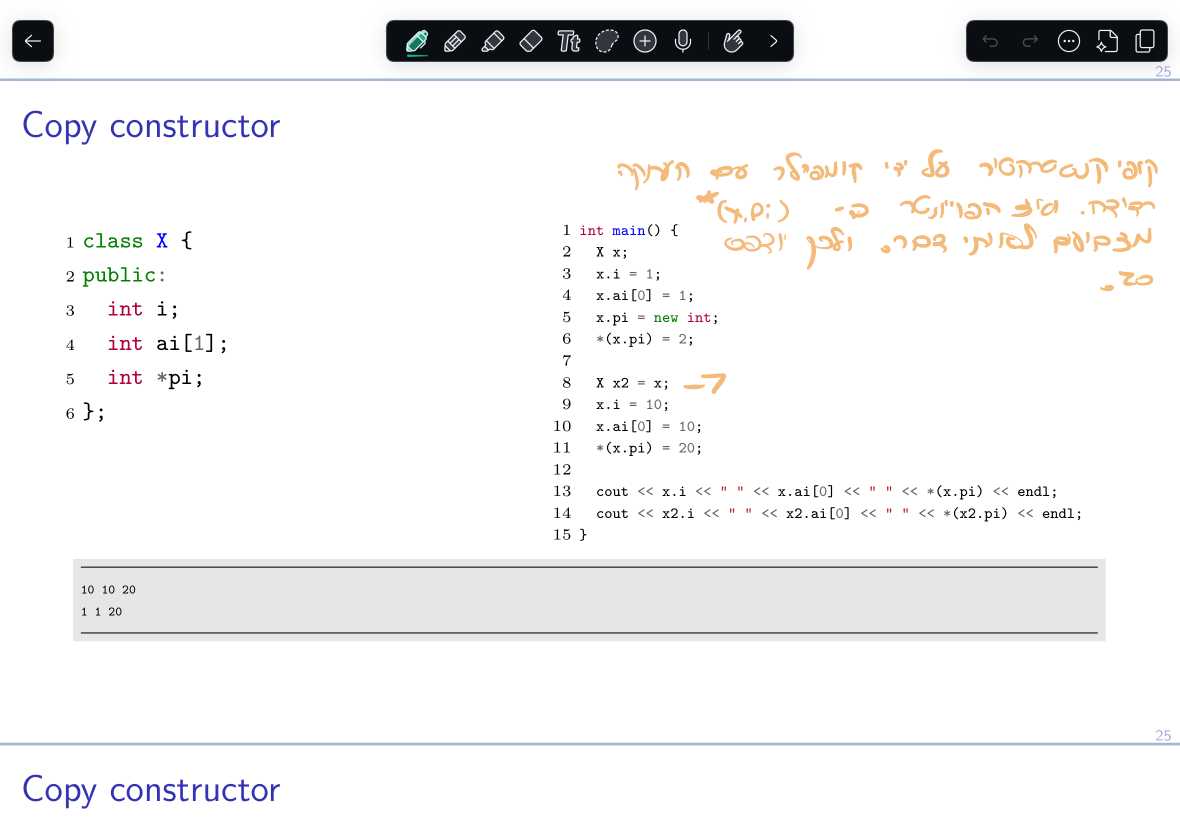 25
Copy constructor
קופי קונסטרקטור על ידי קומפיילר עם העתקה
רדודה. אז הפויינטר ב- *(x.pi)
מצביעים לאותו דבר. ולכן יודפס
20.
1 class X {
2 public:
3 int i;
4 int ai[1];
5 int *pi;
6 };
1 int main() {
2 X x;
3 x.i = 1;
4 x.ai[0] = 1;
5 x.pi = new int;
6 *(x.pi) = 2;
7
8 X x2 = x;
9 x.i = 10;
10 x.ai[0] = 10;
11 *(x.pi) = 20;
12
13 cout << x.i << " " << x.ai[0] << " " << *(x.pi) << endl;
14 cout << x2.i << " " << x2.ai[0] << " " << *(x2.pi) << endl;
15 }
10 10 20
1 1 20
25
Copy constructor